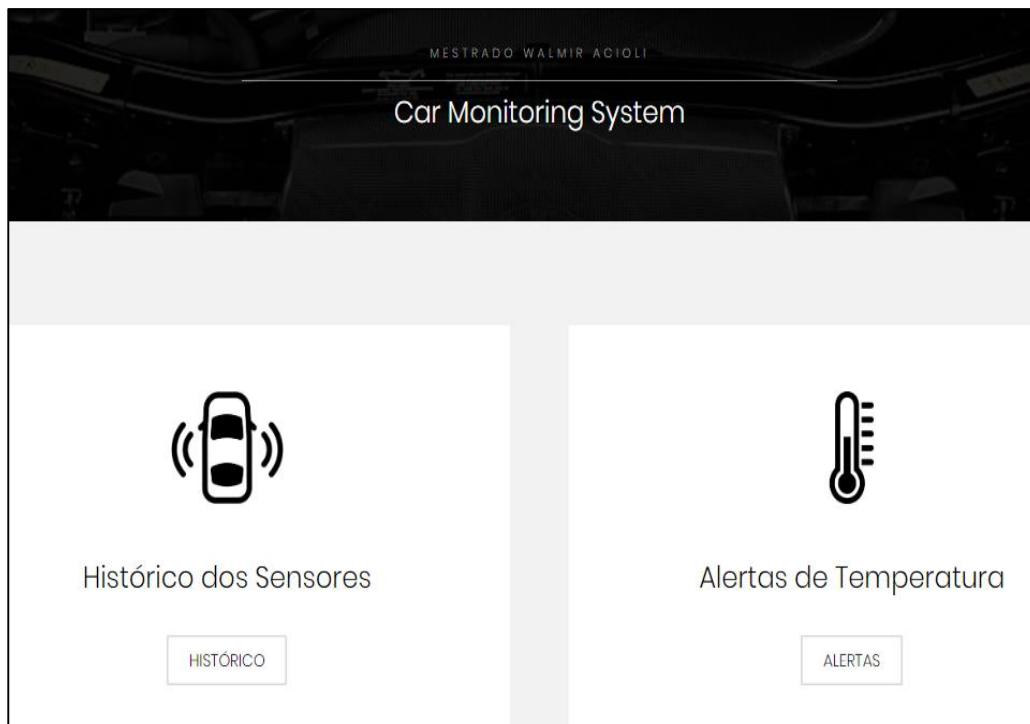 MESTRADO WALMIR ACIOLI
Car Monitoring System
Histórico dos Sensores
HISTÓRICO
Alertas de Temperatura
ALERTAS